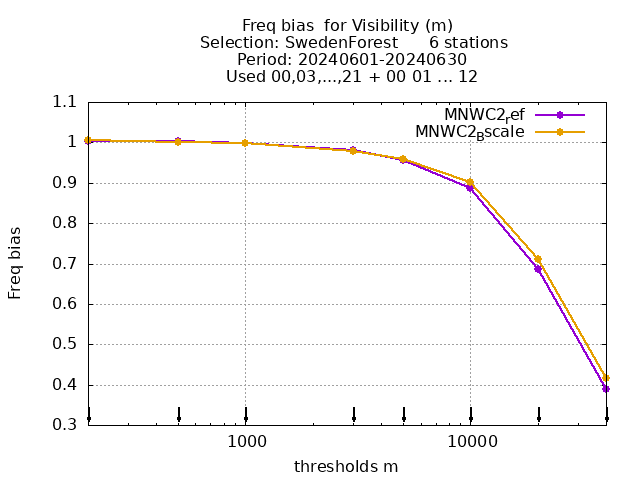 Freq bias  for Visibility (m)
Selection: SwedenForest      6 stations
Period: 20240601-20240630
Used 00,03,...,21 + 00 01 ... 12
MNWC2ref
MNWC2Bscale
1.1
1
0.9
0.8
0.7
0.6
0.5
0.4
0.3
Freq bias
1000
10000
thresholds m